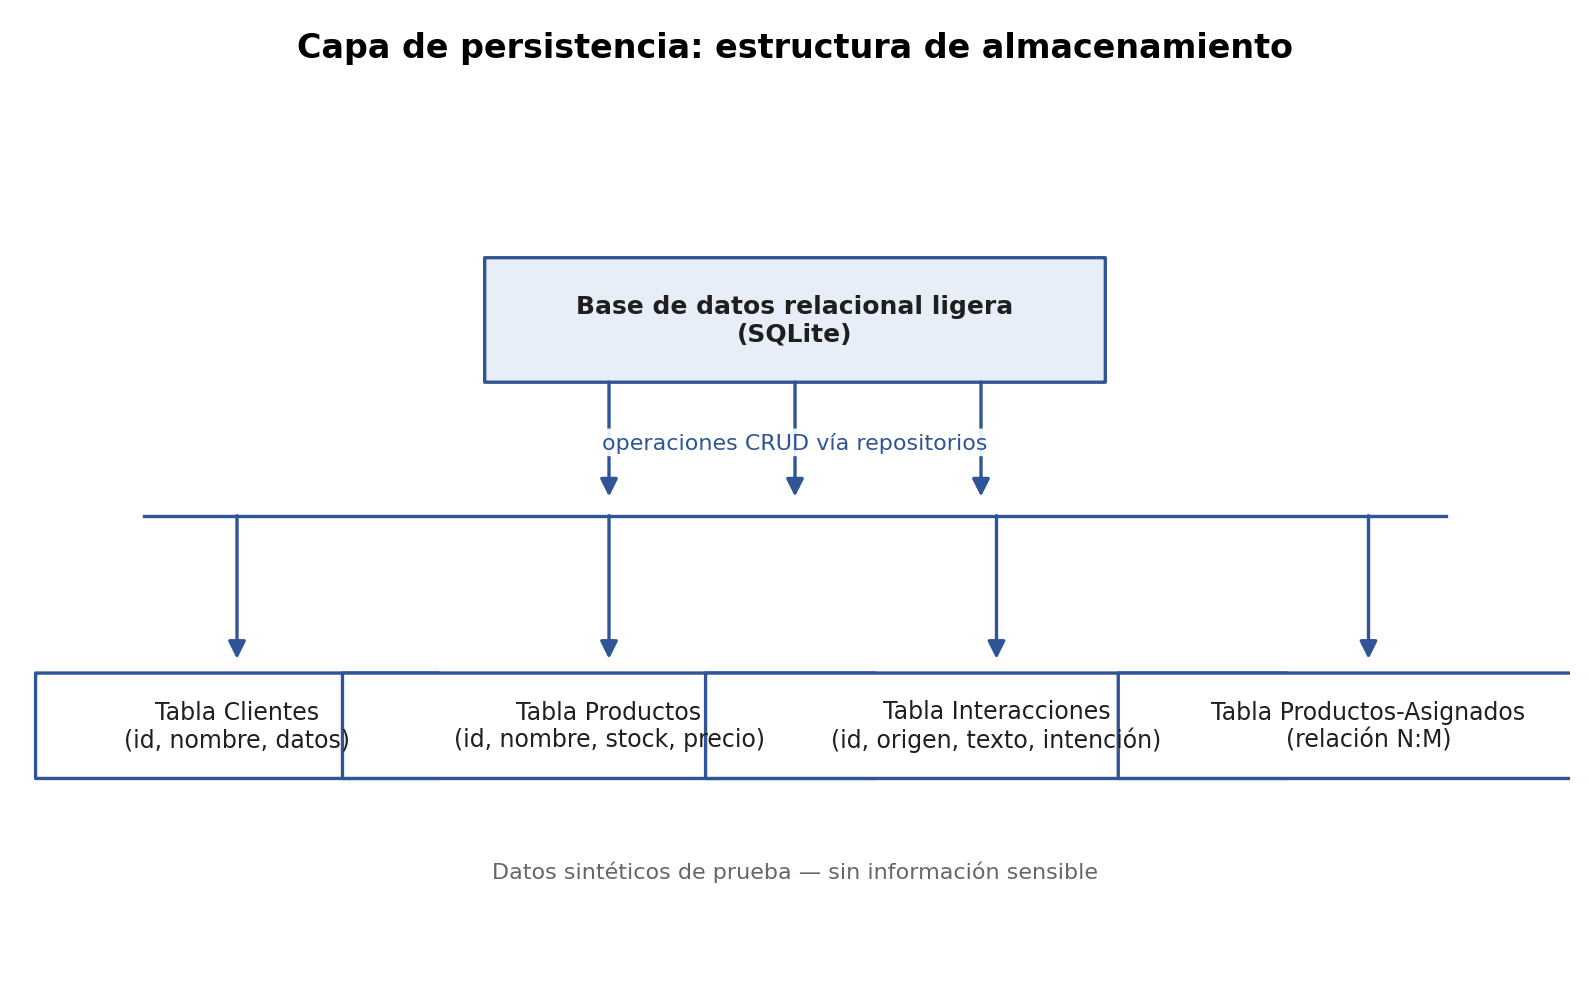 Capa de persistencia: estructura de almacenamiento
Base de datos relacional ligera
(SQLite)
operaciones CRUD vía repositorios
Tabla Clientes
(id, nombre, datos)
Tabla Productos
(id, nombre, stock, precio)
Tabla Interacciones
(id, origen, texto, intención)
Tabla Productos-Asignados
(relación N:M)
Datos sintéticos de prueba — sin información sensible